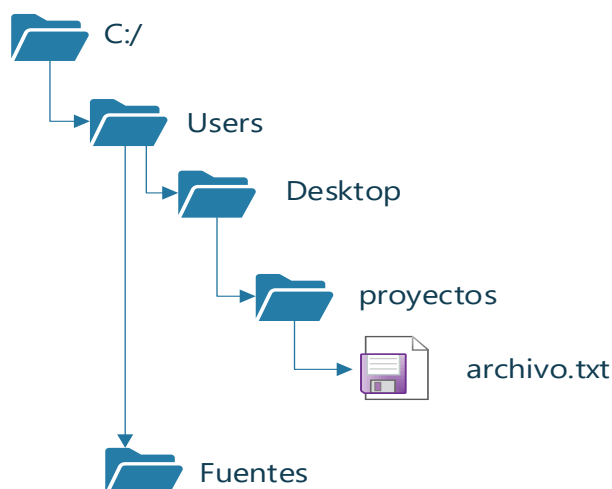 C:/
Users
Desktop
proyectos
archivo.txt
Fuentes